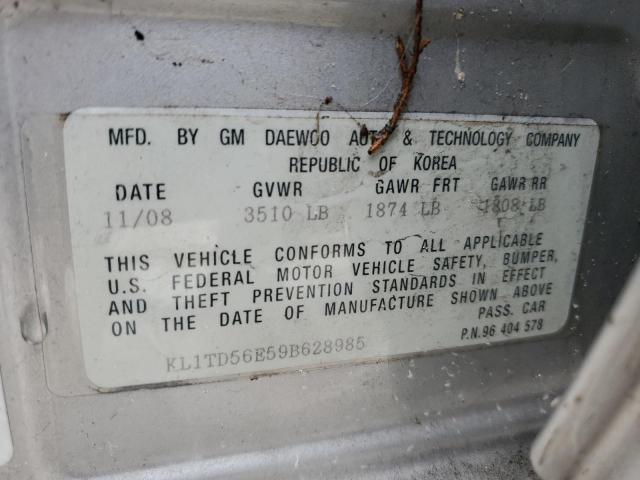 MFD. BY GM DAEWOO AUTO & TECHNOLOGY COMPANY
REPUBLIC OF KOREA
DATE GVWR GAWR FRT GAWR RR
11/08 3510 LB 1874 LB 1808 LB
THIS VEHICLE CONFORMS TO ALL APPLICABLE
U.S. FEDERAL MOTOR VEHICLE SAFETY, BUMPER,
AND THEFT PREVENTION STANDARDS IN EFFECT
ON THE DATE OF MANUFACTURE SHOWN ABOVE
PASS. CAR
KL1TD56E59B628985
P.N. 96 404 578